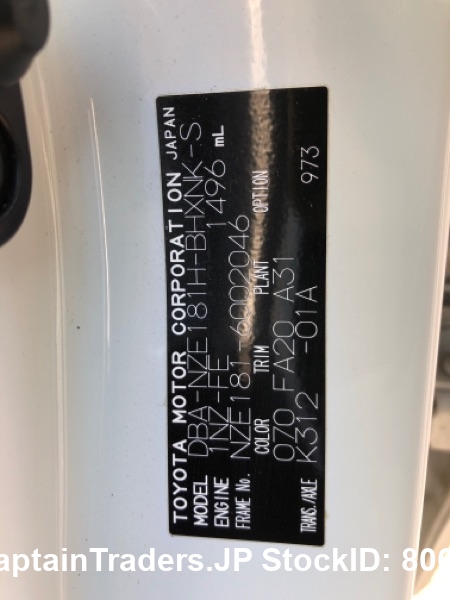 TOYOTA MOTOR CORPORATION JAPAN
MODEL DBA-NZE181H-BHXNK-S
ENGINE 1NZ-FE 1496 mL
FRAME No. NZE181-6002046
COLOR TRIM PLANT OPTION
070 FA20 A31
TRANS./AXLE K312 -01A 973
aptainTraders.JP StockID: 800